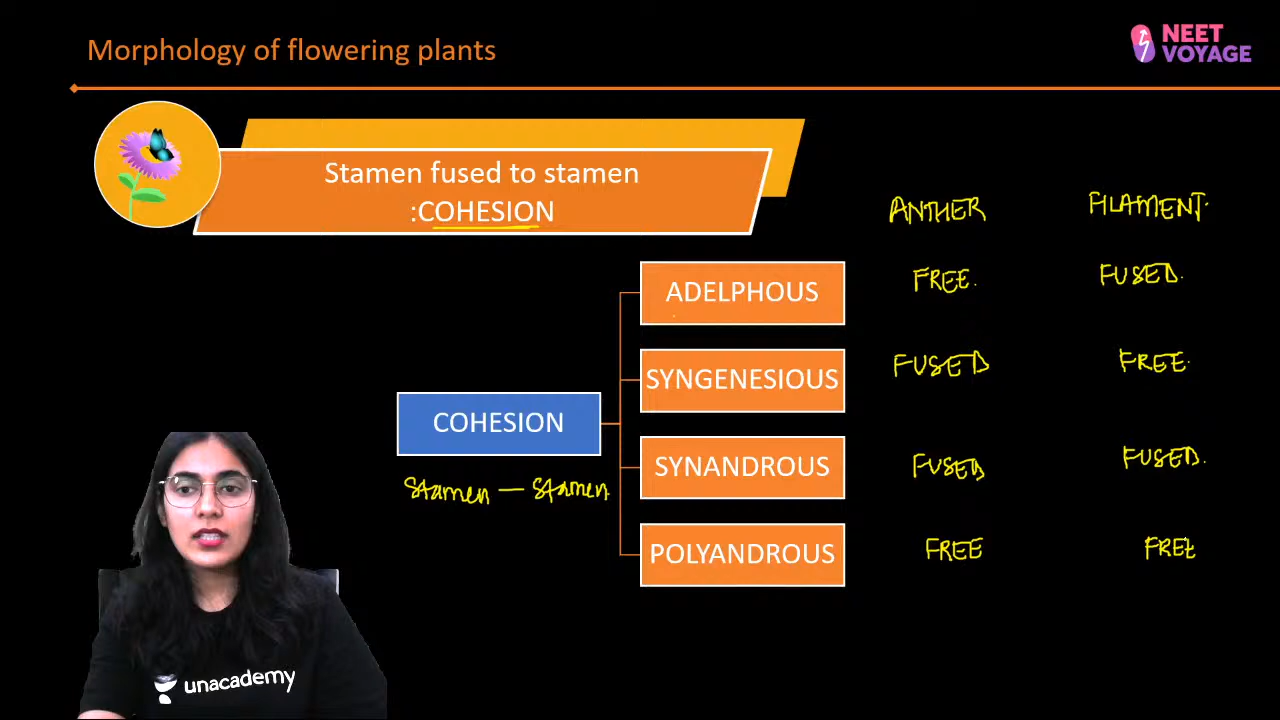 Morphology of flowering plants
NEET
VOYAGE
Stamen fused to stamen
:COHESION
ANTHER FILAMENT.
ADELPHOUS FREE. FUSED.
SYNGENESIOUS FUSED FREE.
COHESION
SYNANDROUS FUSED FUSED.
Stamen — Stamen
POLYANDROUS FREE FREE
unacademy